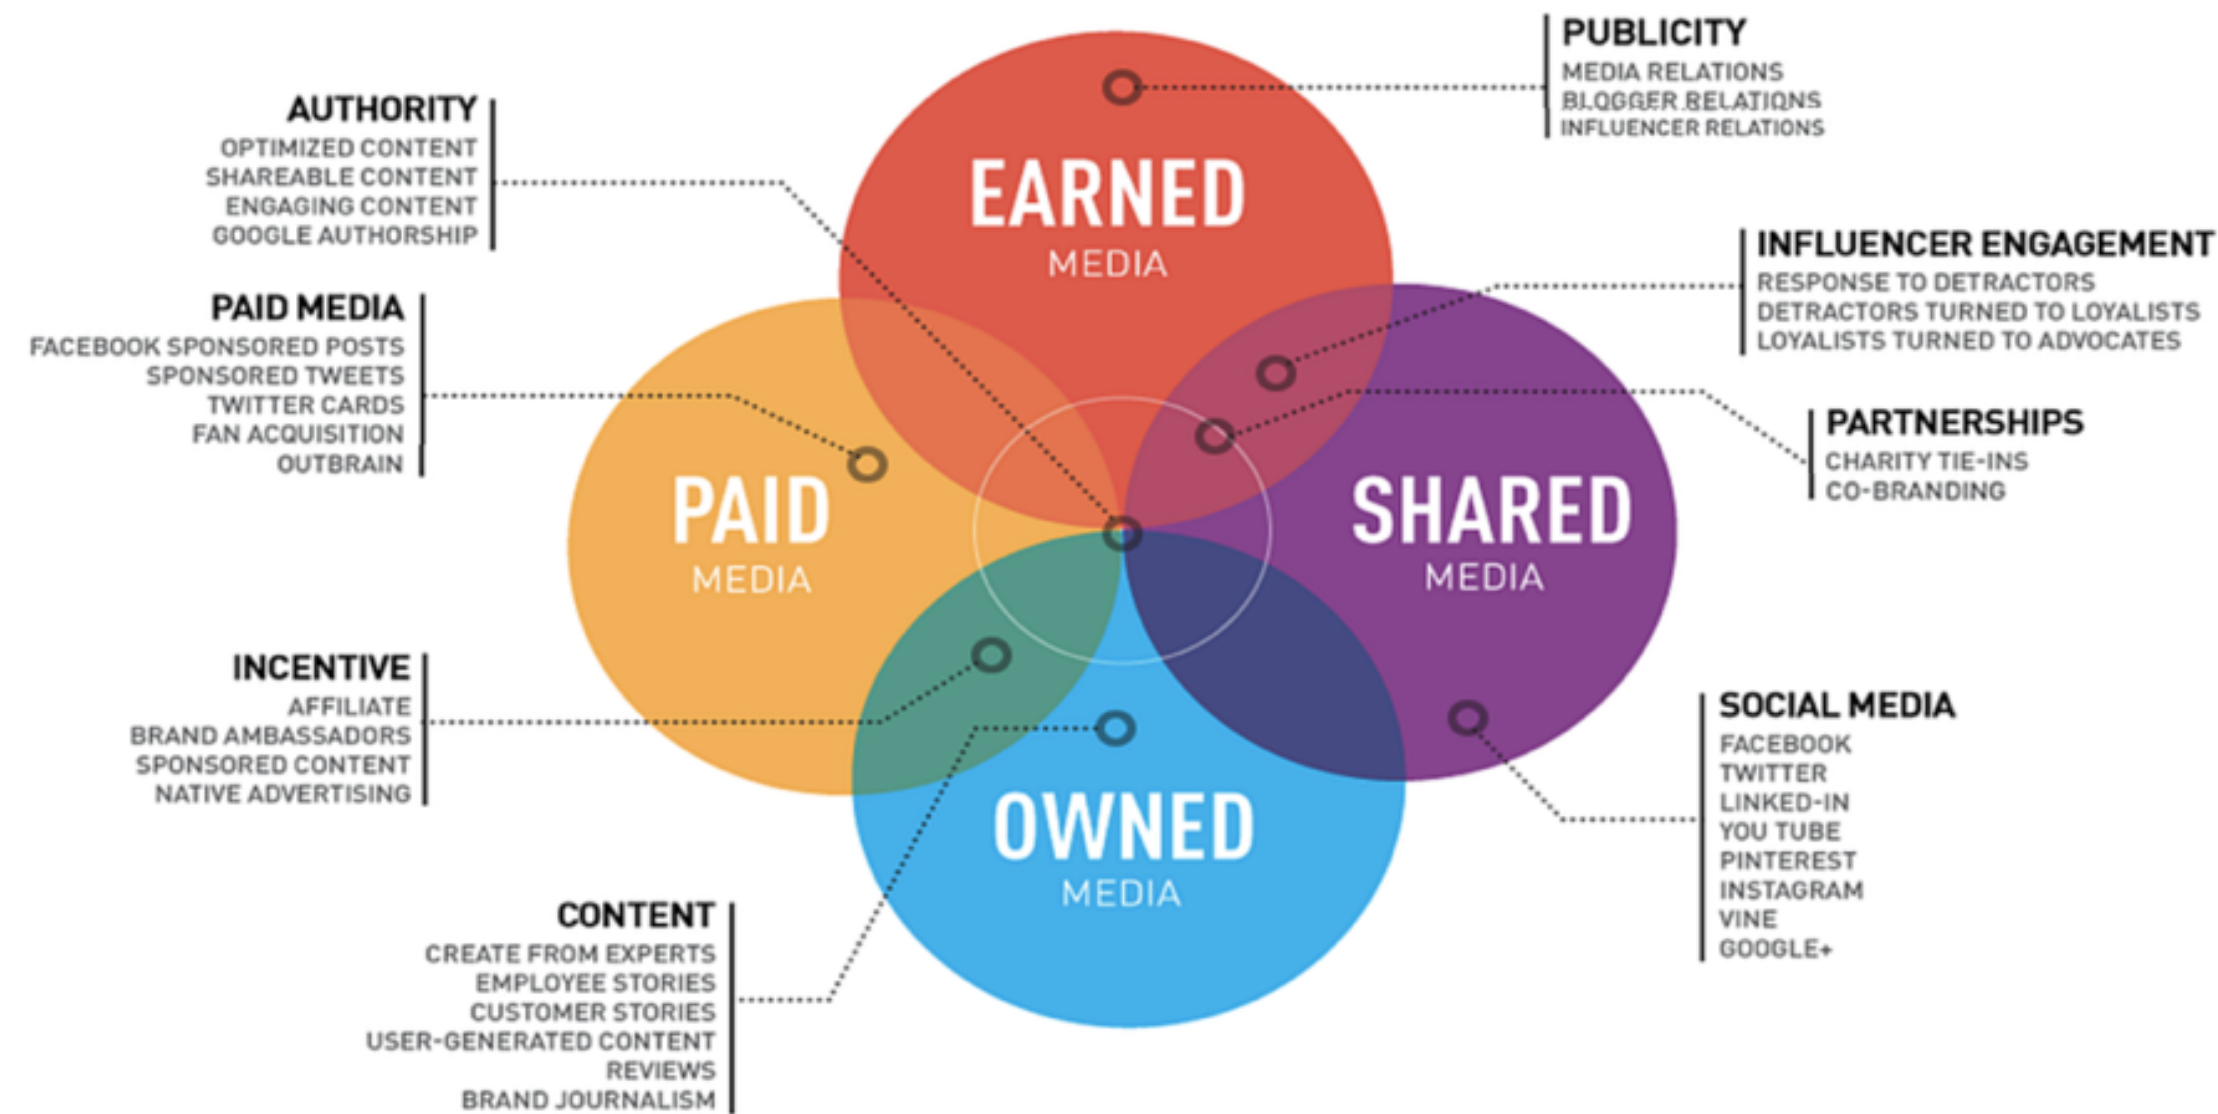 PUBLICITY
MEDIA RELATIONS
BLOGGER RELATIONS
INFLUENCER RELATIONS
AUTHORITY
OPTIMIZED CONTENT
SHAREABLE CONTENT
ENGAGING CONTENT
GOOGLE AUTHORSHIP
EARNED
MEDIA
INFLUENCER ENGAGEMENT
RESPONSE TO DETRACTORS
DETRACTORS TURNED TO LOYALISTS
LOYALISTS TURNED TO ADVOCATES
PAID MEDIA
FACEBOOK SPONSORED POSTS
SPONSORED TWEETS
TWITTER CARDS
FAN ACQUISITION
OUTBRAIN
PARTNERSHIPS
CHARITY TIE-INS
CO-BRANDING
PAID
MEDIA
SHARED
MEDIA
INCENTIVE
AFFILIATE
BRAND AMBASSADORS
SPONSORED CONTENT
NATIVE ADVERTISING
SOCIAL MEDIA
FACEBOOK
TWITTER
LINKED-IN
YOU TUBE
PINTEREST
INSTAGRAM
VINE
GOOGLE+
OWNED
MEDIA
CONTENT
CREATE FROM EXPERTS
EMPLOYEE STORIES
CUSTOMER STORIES
USER-GENERATED CONTENT
REVIEWS
BRAND JOURNALISM